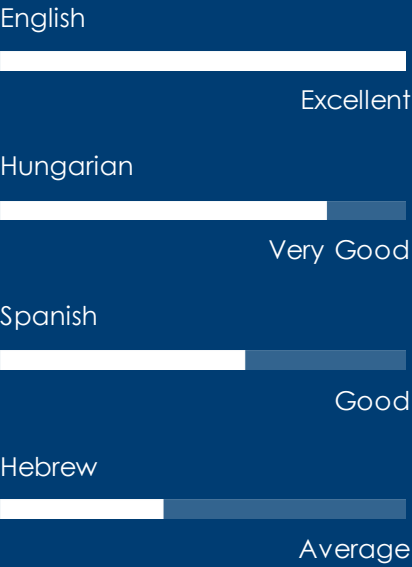 English
Excellent
Hungarian
Very Good
Spanish
Good
Hebrew
Average